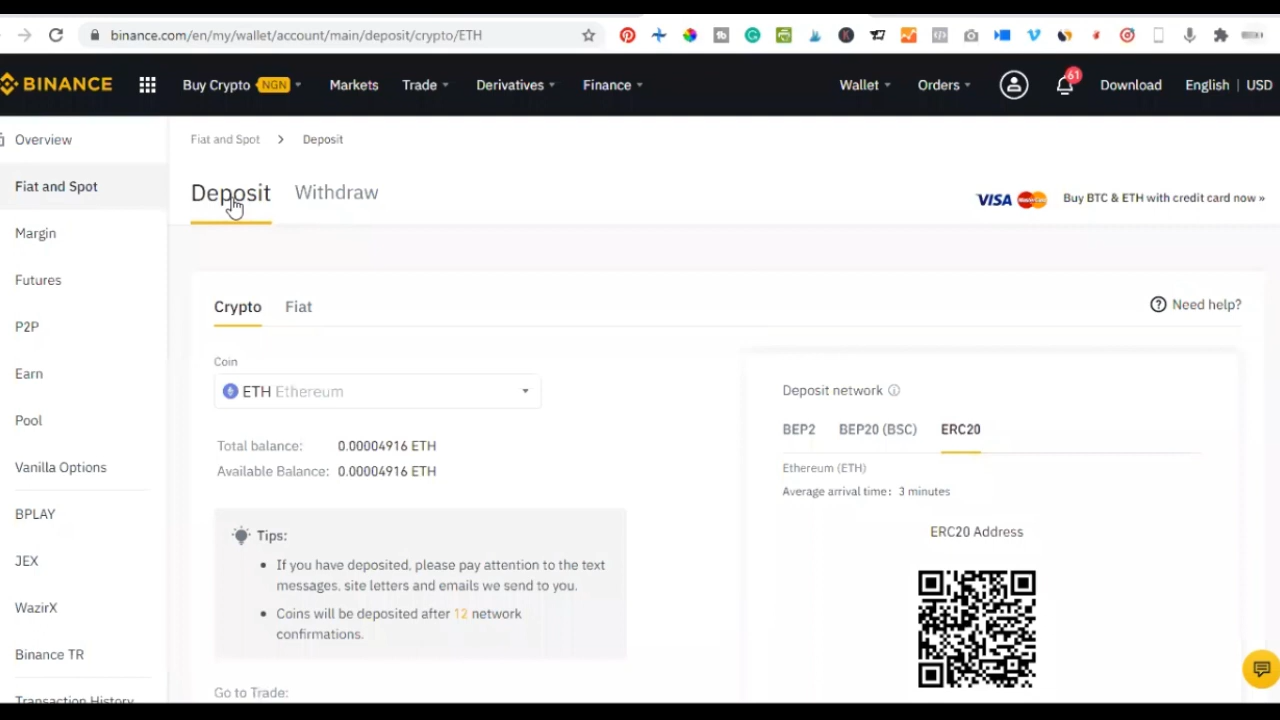 binance.com/en/my/wallet/account/main/deposit/crypto/ETH
BINANCE
Buy Crypto NGN
Markets
Trade
Derivatives
Finance
Wallet
Orders
61
Download
English | USD
Overview
Fiat and Spot
Margin
Futures
P2P
Earn
Pool
Vanilla Options
BPLAY
JEX
WazirX
Binance TR
Transaction History
Fiat and Spot > Deposit
Deposit
Withdraw
VISA
Buy BTC & ETH with credit card now »
Crypto
Fiat
Need help?
Coin
ETH Ethereum
Total balance: 0.00004916 ETH
Available Balance: 0.00004916 ETH
Tips:
If you have deposited, please pay attention to the text
messages, site letters and emails we send to you.
Coins will be deposited after 12 network
confirmations.
Go to Trade:
Deposit network
BEP2
BEP20 (BSC)
ERC20
Ethereum (ETH)
Average arrival time: 3 minutes
ERC20 Address